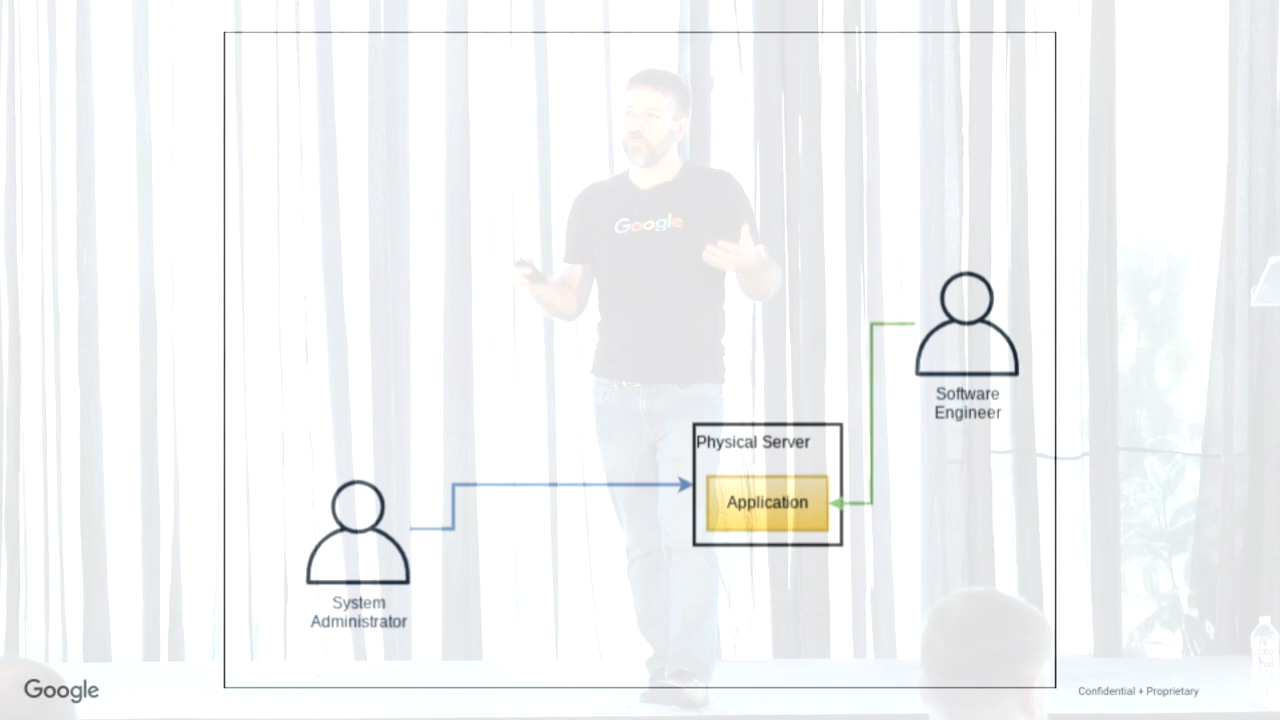 Google
Software
Engineer
Physical Server
Application
System
Administrator
Google
Confidential + Proprietary